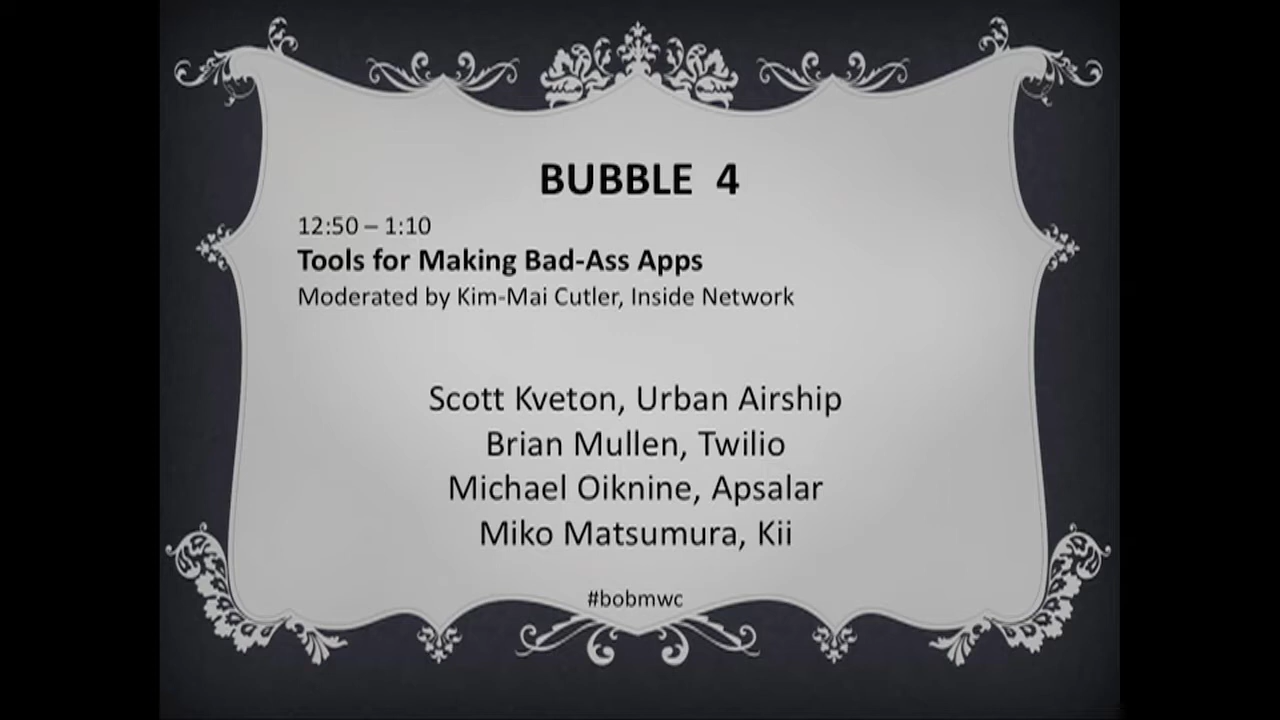 BUBBLE 4
12:50 – 1:10
Tools for Making Bad-Ass Apps
Moderated by Kim-Mai Cutler, Inside Network
Scott Kveton, Urban Airship
Brian Mullen, Twilio
Michael Oiknine, Apsalar
Miko Matsumura, Kii
#bobmwc